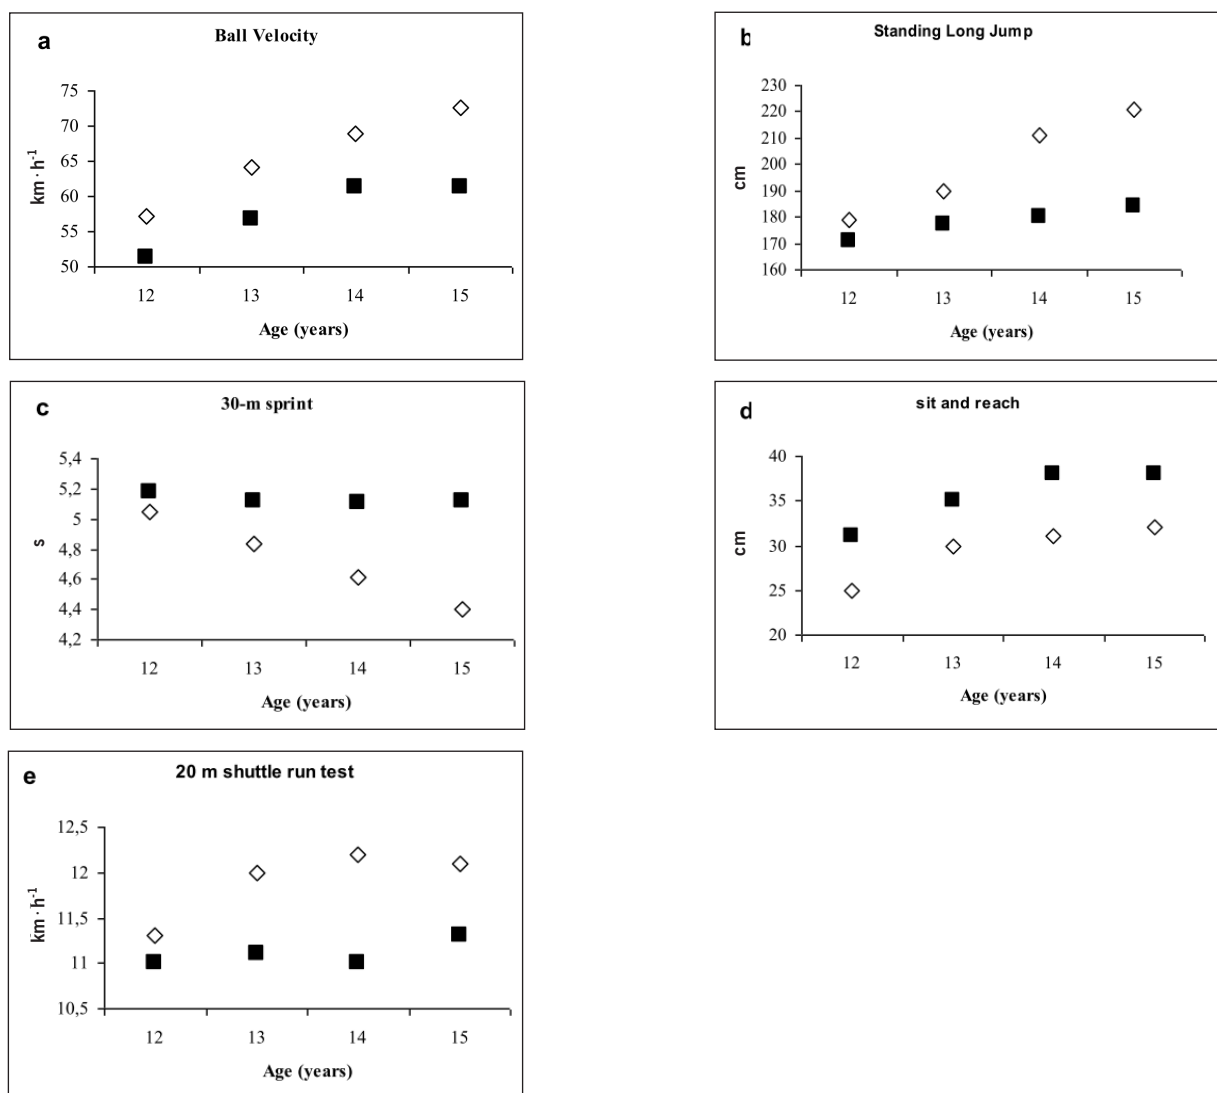 a
Ball Velocity
75
70
65
60
55
50
km · h-1
12 13 14 15
Age (years)
b
Standing Long Jump
230
220
210
200
190
180
170
160
cm
12 13 14 15
Age (years)
c
30-m sprint
5,4
5,2
5
4,8
4,6
4,4
4,2
s
12 13 14 15
Age (years)
d
sit and reach
40
35
30
25
20
cm
12 13 14 15
Age (years)
e
20 m shuttle run test
12,5
12
11,5
11
10,5
km · h-1
12 13 14 15
Age (years)